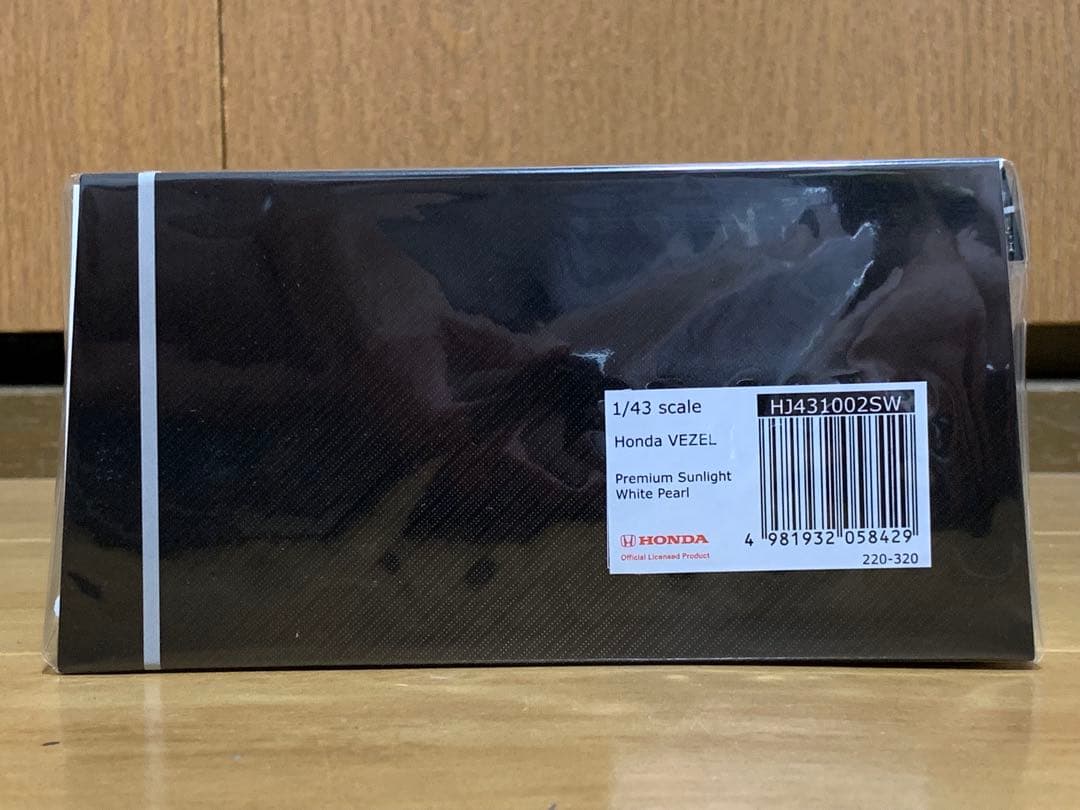 1/43 scale
HJ431002SW
Honda VEZEL
Premium Sunlight
White Pearl
HONDA
Official Licensed Product
4 981932 058429
220-320